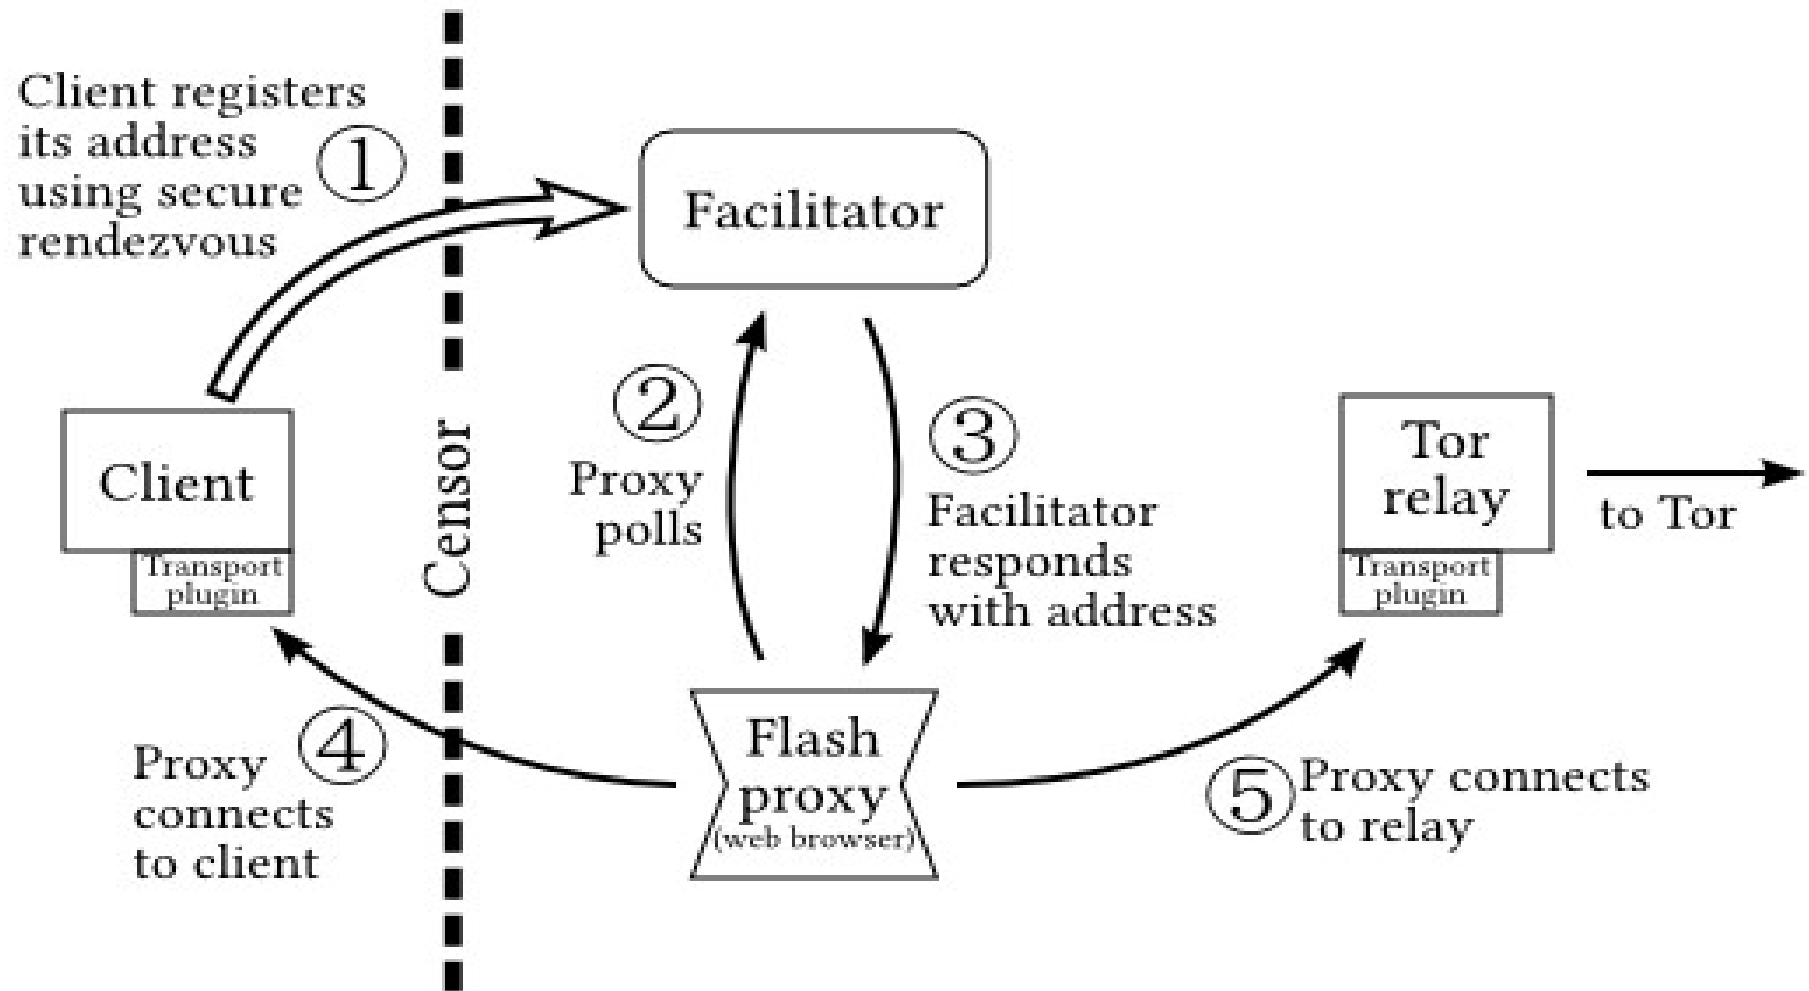 Client registers
its address
using secure
rendezvous
1
Facilitator
Client
Transport
plugin
Censor
2
Proxy
polls
3
Facilitator
responds
with address
Tor
relay
Transport
plugin
to Tor
4
Proxy
connects
to client
Flash
proxy
(web browser)
5
Proxy connects
to relay